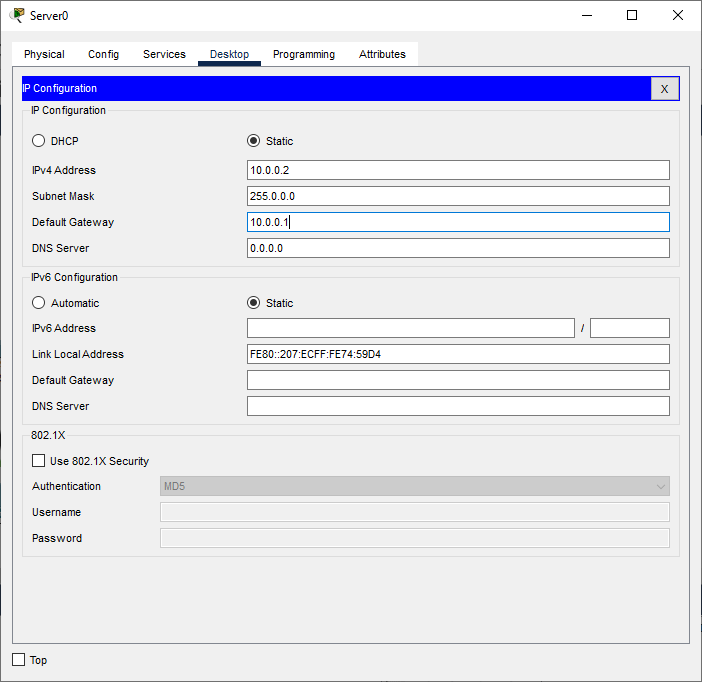 Server0
Physical Config Services Desktop Programming Attributes
IP Configuration
X
IP Configuration
DHCP Static
IPv4 Address 10.0.0.2
Subnet Mask 255.0.0.0
Default Gateway 10.0.0.1
DNS Server 0.0.0.0
IPv6 Configuration
Automatic Static
IPv6 Address /
Link Local Address FE80::207:ECFF:FE74:59D4
Default Gateway
DNS Server
802.1X
Use 802.1X Security
Authentication MD5
Username
Password
Top